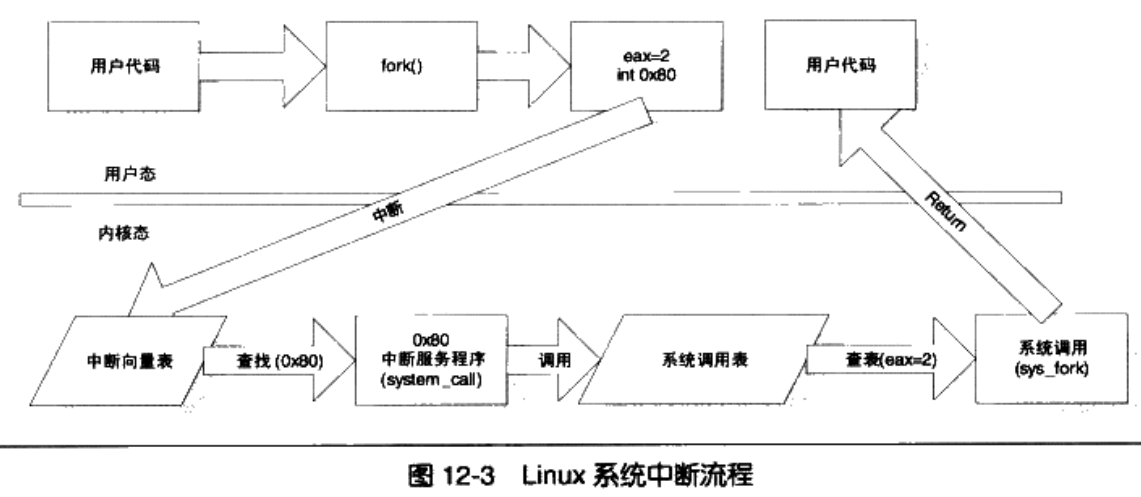 用户代码
fork()
eax=2
int 0x80
用户代码
用户态
中断
Return
内核态
中断向量表
查找 (0x80)
0x80
中断服务程序
(system_call)
调用
系统调用表
查表(eax=2)
系统调用
(sys_fork)
图 12-3 Linux 系统中断流程